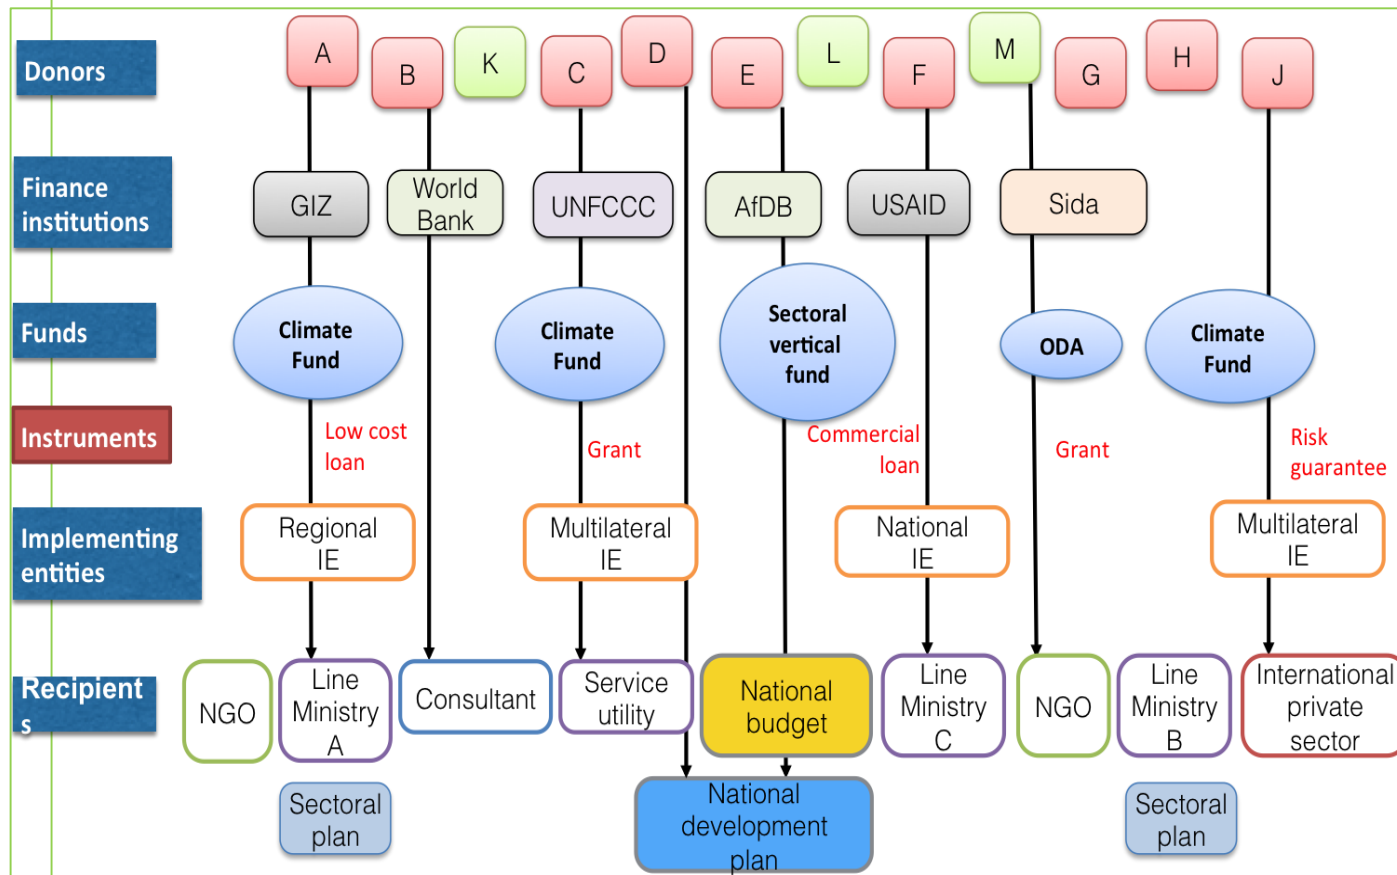 Donors
A
B
K
C
D
E
L
F
M
G
H
J
Finance
institutions
GIZ
World
Bank
UNFCCC
AfDB
USAID
Sida
Funds
Climate
Fund
Climate
Fund
Sectoral
vertical
fund
ODA
Climate
Fund
Instruments
Low cost
loan
Grant
Commercial
loan
Grant
Risk
guarantee
Implementing
entities
Regional
IE
Multilateral
IE
National
IE
Multilateral
IE
Recipient
s
NGO
Line
Ministry
A
Consultant
Service
utility
National
budget
Line
Ministry
C
NGO
Line
Ministry
B
International
private
sector
Sectoral
plan
National
development
plan
Sectoral
plan